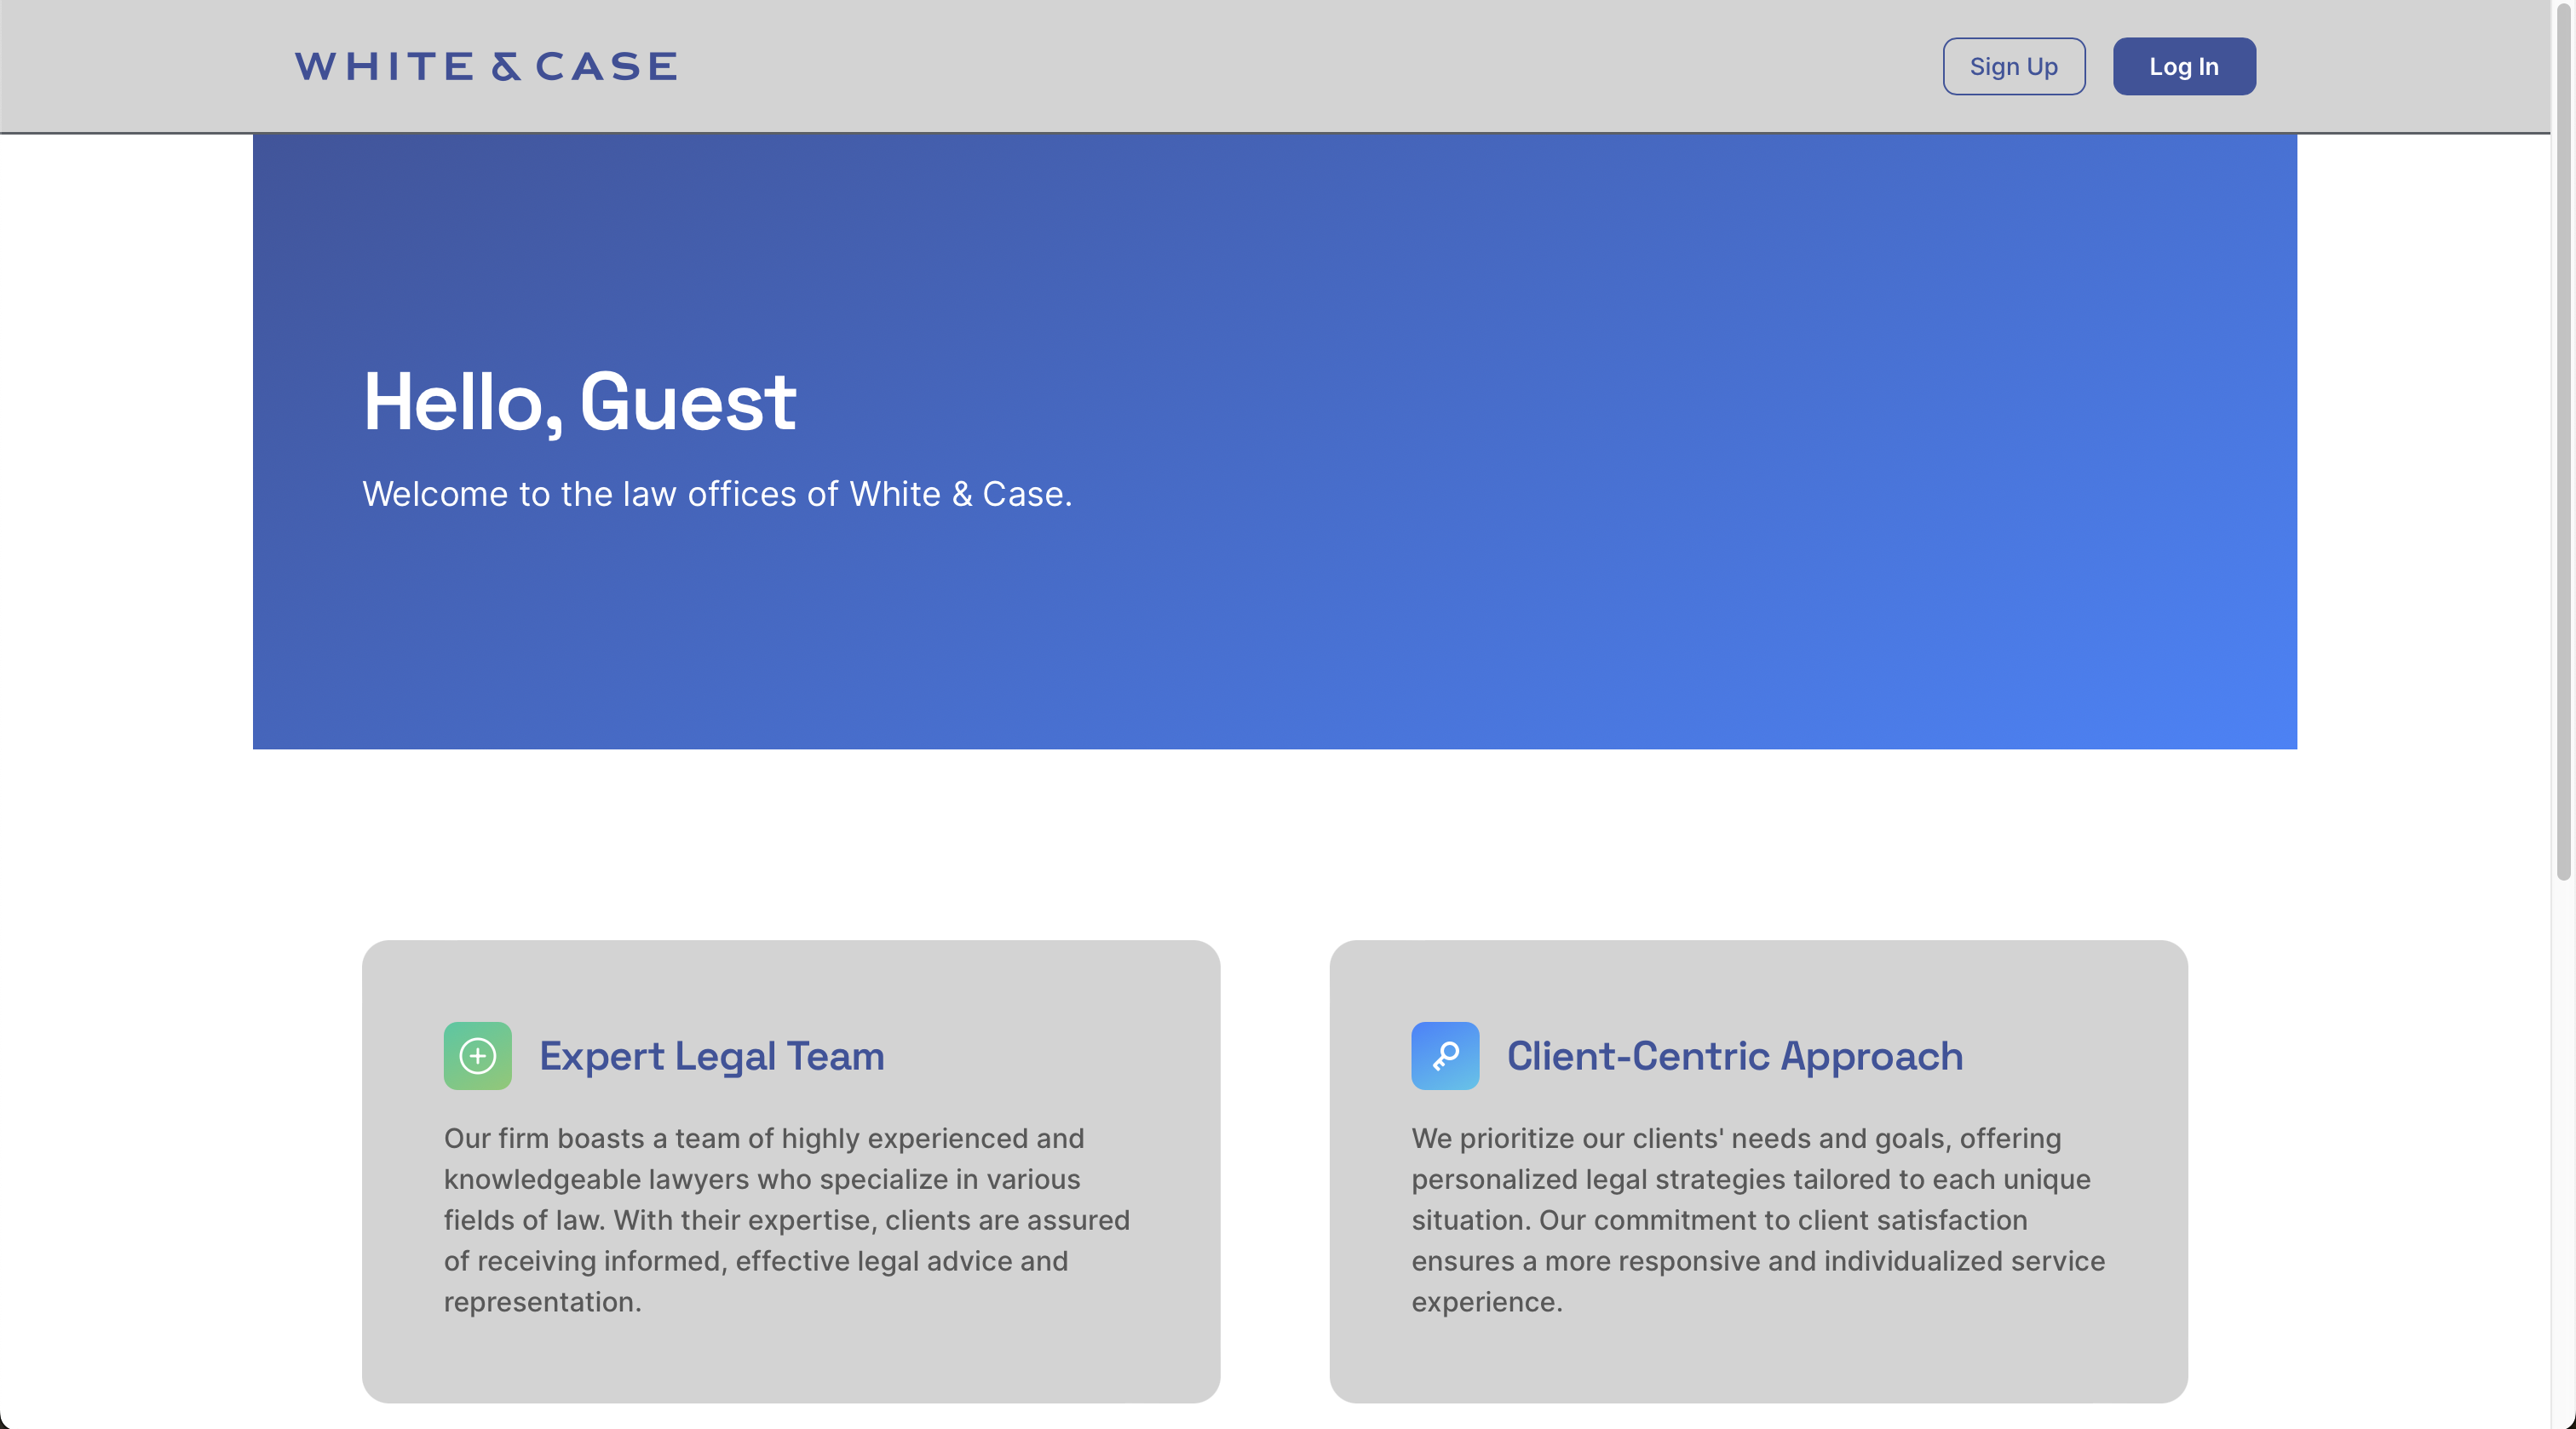 WHITE & CASE
Sign Up
Log In
Hello, Guest
Welcome to the law offices of White & Case.
Expert Legal Team
Our firm boasts a team of highly experienced and
knowledgeable lawyers who specialize in various
fields of law. With their expertise, clients are assured
of receiving informed, effective legal advice and
representation.
Client-Centric Approach
We prioritize our clients' needs and goals, offering
personalized legal strategies tailored to each unique
situation. Our commitment to client satisfaction
ensures a more responsive and individualized service
experience.